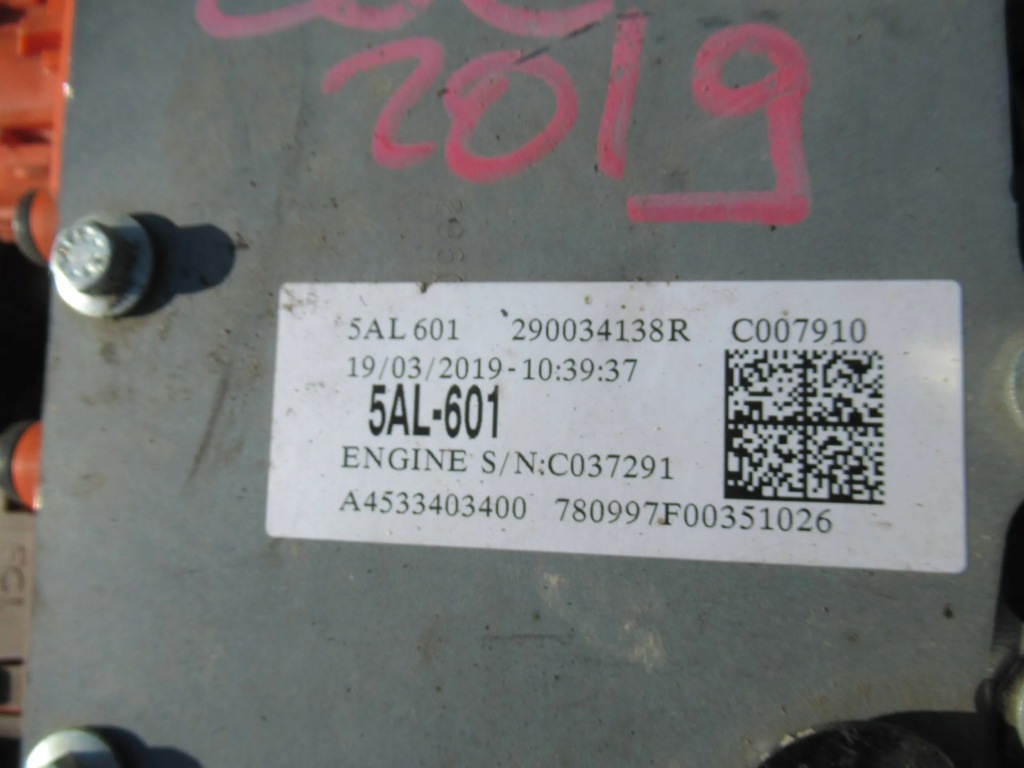 2019
5AL 601 290034138R C007910
19/03/2019 - 10:39:37
5AL-601
ENGINE S/N:C037291
A4533403400 780997F00351026